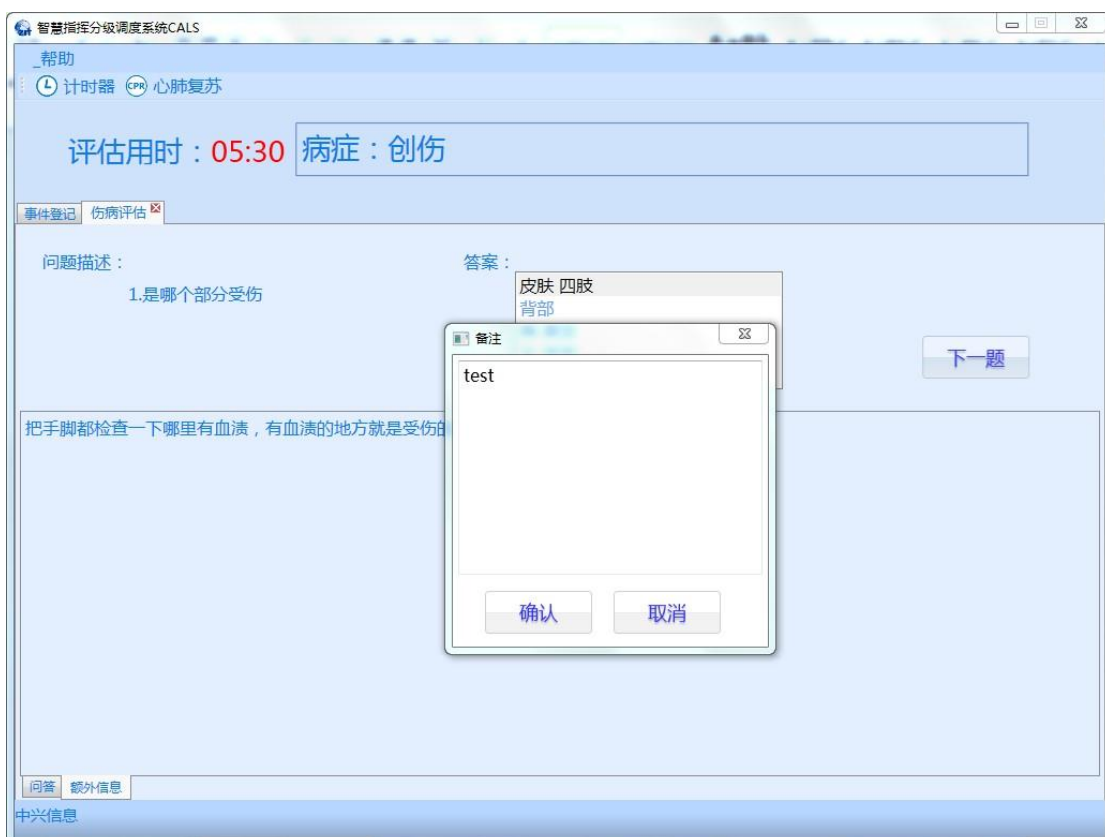 智慧指挥分级调度系统CALS
_帮助
计时器 CPR 心肺复苏
评估用时：05:30 病症：创伤
事件登记 伤病评估
问题描述： 答案：
1.是哪个部分受伤
皮肤 四肢
背部
备注
test
下一题
把手脚都检查一下哪里有血渍，有血渍的地方就是受伤
确认 取消
问答 额外信息
中兴信息